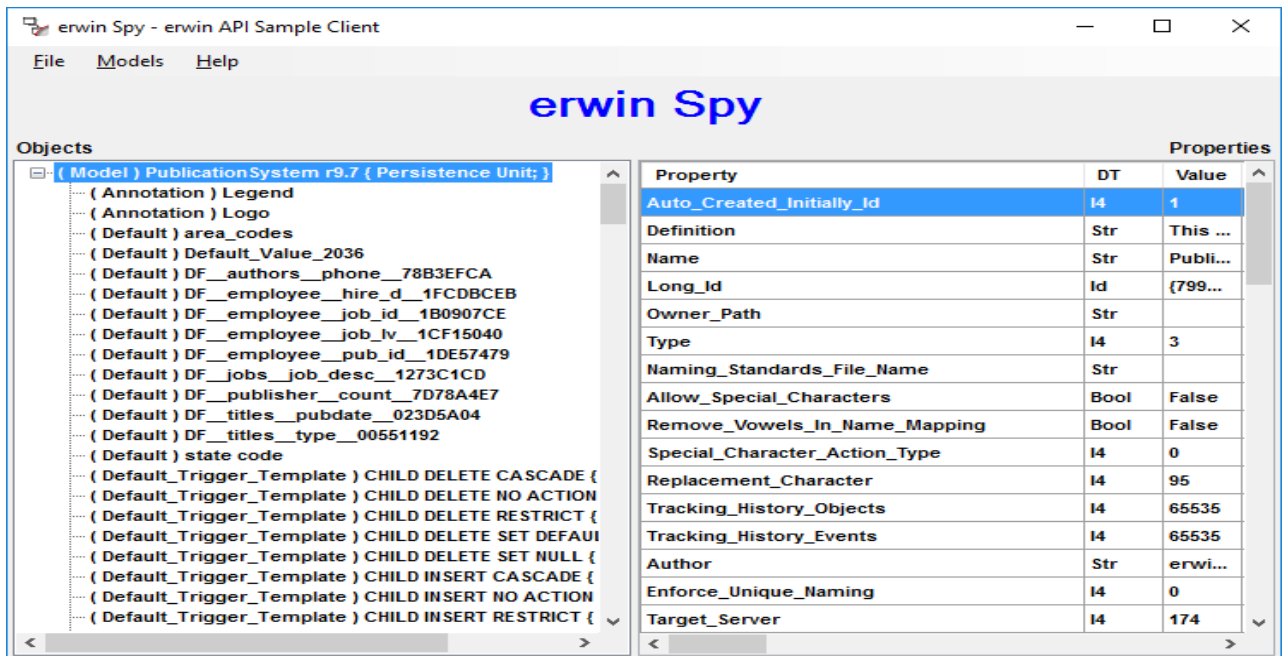 erwin Spy - erwin API Sample Client
File Models Help
erwin Spy
Objects
( Model ) PublicationSystem r9.7 { Persistence Unit; }
( Annotation ) Legend
( Annotation ) Logo
( Default ) area_codes
( Default ) Default_Value_2036
( Default ) DF__authors__phone__78B3EFCA
( Default ) DF__employee__hire_d__1FCDBCEB
( Default ) DF__employee__job_id__1B0907CE
( Default ) DF__employee__job_lv__1CF15040
( Default ) DF__employee__pub_id__1DE57479
( Default ) DF__jobs__job_desc__1273C1CD
( Default ) DF__publisher__count__7D78A4E7
( Default ) DF__titles__pubdate__023D5A04
( Default ) DF__titles__type__00551192
( Default ) state code
( Default_Trigger_Template ) CHILD DELETE CASCADE {
( Default_Trigger_Template ) CHILD DELETE NO ACTION
( Default_Trigger_Template ) CHILD DELETE RESTRICT {
( Default_Trigger_Template ) CHILD DELETE SET DEFAUL
( Default_Trigger_Template ) CHILD DELETE SET NULL {
( Default_Trigger_Template ) CHILD INSERT CASCADE {
( Default_Trigger_Template ) CHILD INSERT NO ACTION
( Default_Trigger_Template ) CHILD INSERT RESTRICT {
Properties
Property DT Value
Auto_Created_Initially_Id I4 1
Definition Str This ...
Name Str Publi...
Long_Id Id {799...
Owner_Path Str
Type I4 3
Naming_Standards_File_Name Str
Allow_Special_Characters Bool False
Remove_Vowels_In_Name_Mapping Bool False
Special_Character_Action_Type I4 0
Replacement_Character I4 95
Tracking_History_Objects I4 65535
Tracking_History_Events I4 65535
Author Str erwi...
Enforce_Unique_Naming I4 0
Target_Server I4 174